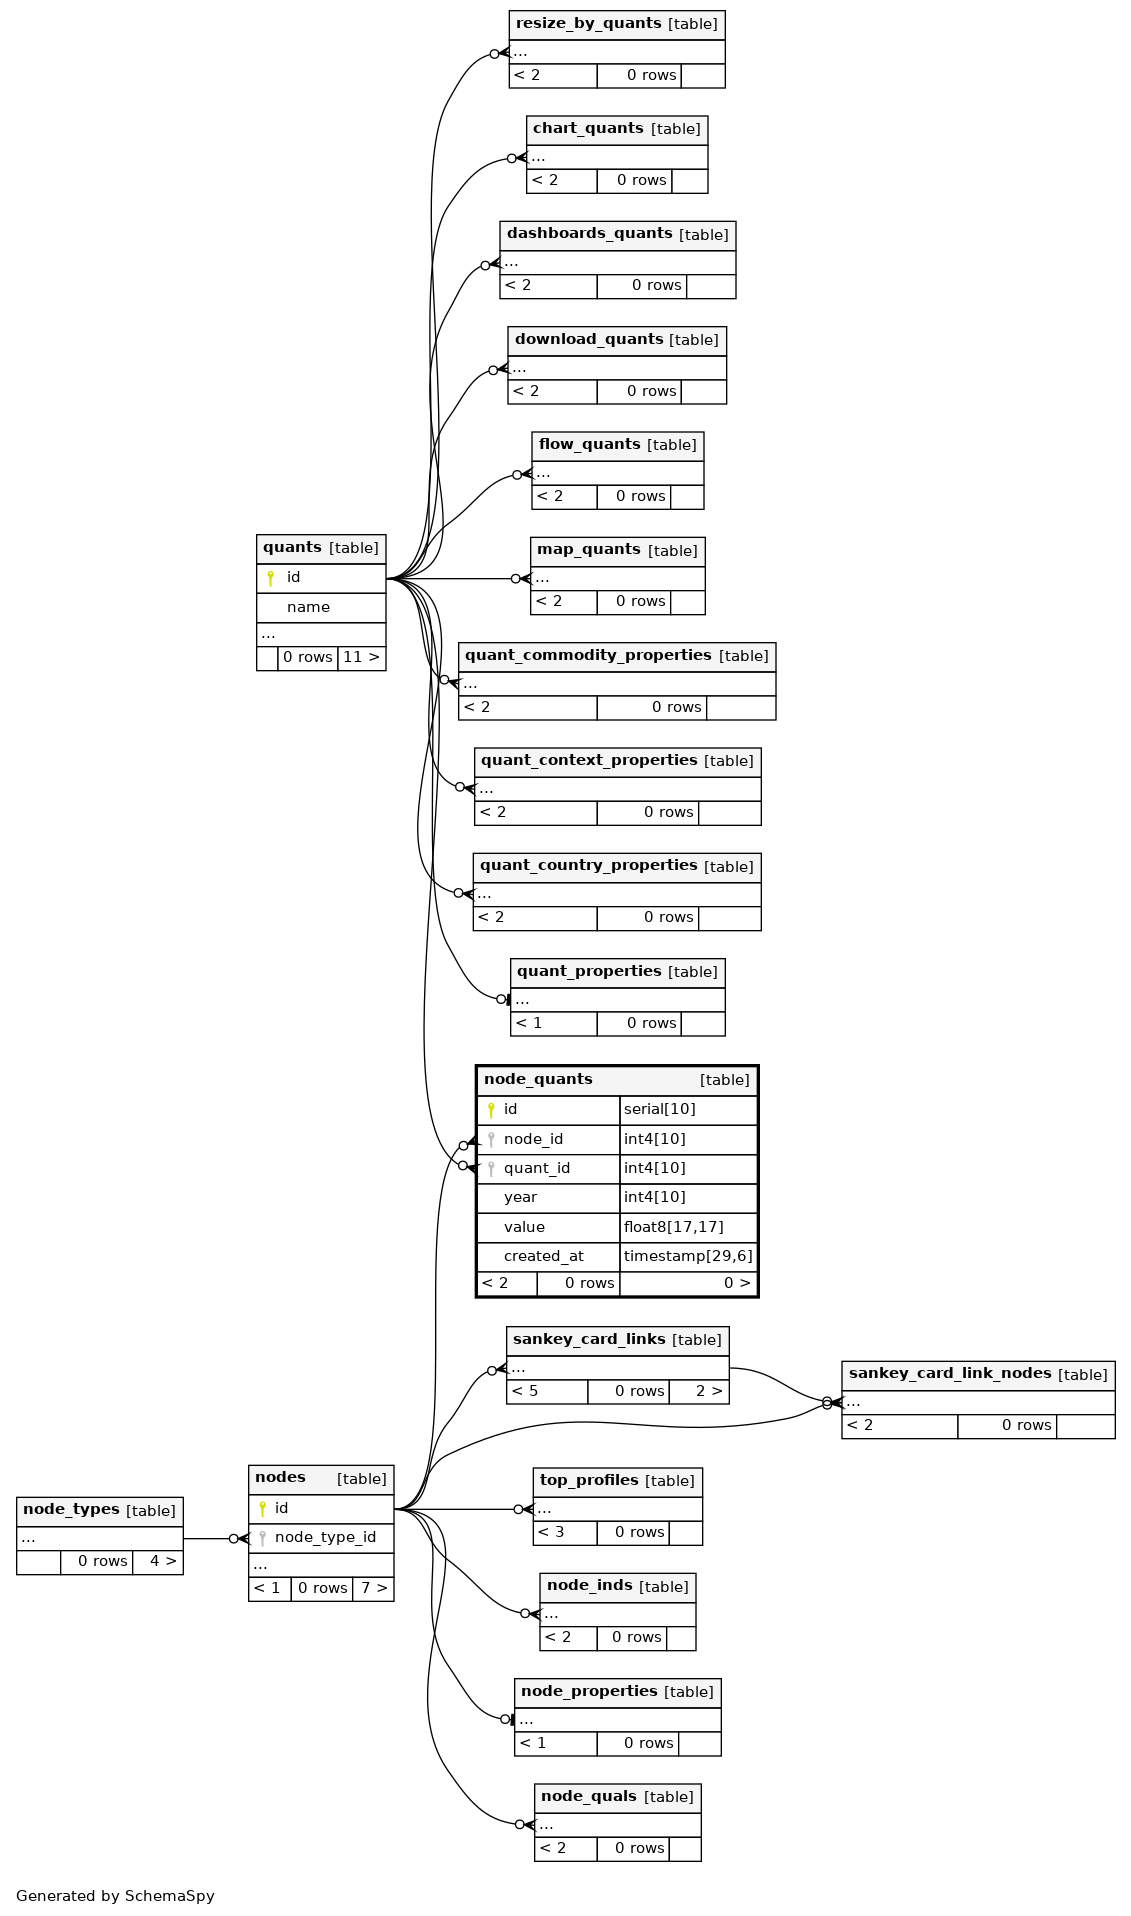 resize_by_quants [table]
...
< 2 0 rows
chart_quants [table]
...
< 2 0 rows
dashboards_quants [table]
...
< 2 0 rows
download_quants [table]
...
< 2 0 rows
flow_quants [table]
...
< 2 0 rows
quants [table]
id
name
...
0 rows 11 >
map_quants [table]
...
< 2 0 rows
quant_commodity_properties [table]
...
< 2 0 rows
quant_context_properties [table]
...
< 2 0 rows
quant_country_properties [table]
...
< 2 0 rows
quant_properties [table]
...
< 1 0 rows
node_quants [table]
id serial[10]
node_id int4[10]
quant_id int4[10]
year int4[10]
value float8[17,17]
created_at timestamp[29,6]
< 2 0 rows 0 >
sankey_card_links [table]
...
< 5 0 rows 2 >
sankey_card_link_nodes [table]
...
< 2 0 rows
nodes [table]
id
node_type_id
...
< 1 0 rows 7 >
node_types [table]
...
0 rows 4 >
top_profiles [table]
...
< 3 0 rows
node_inds [table]
...
< 2 0 rows
node_properties [table]
...
< 1 0 rows
node_quals [table]
...
< 2 0 rows
Generated by SchemaSpy